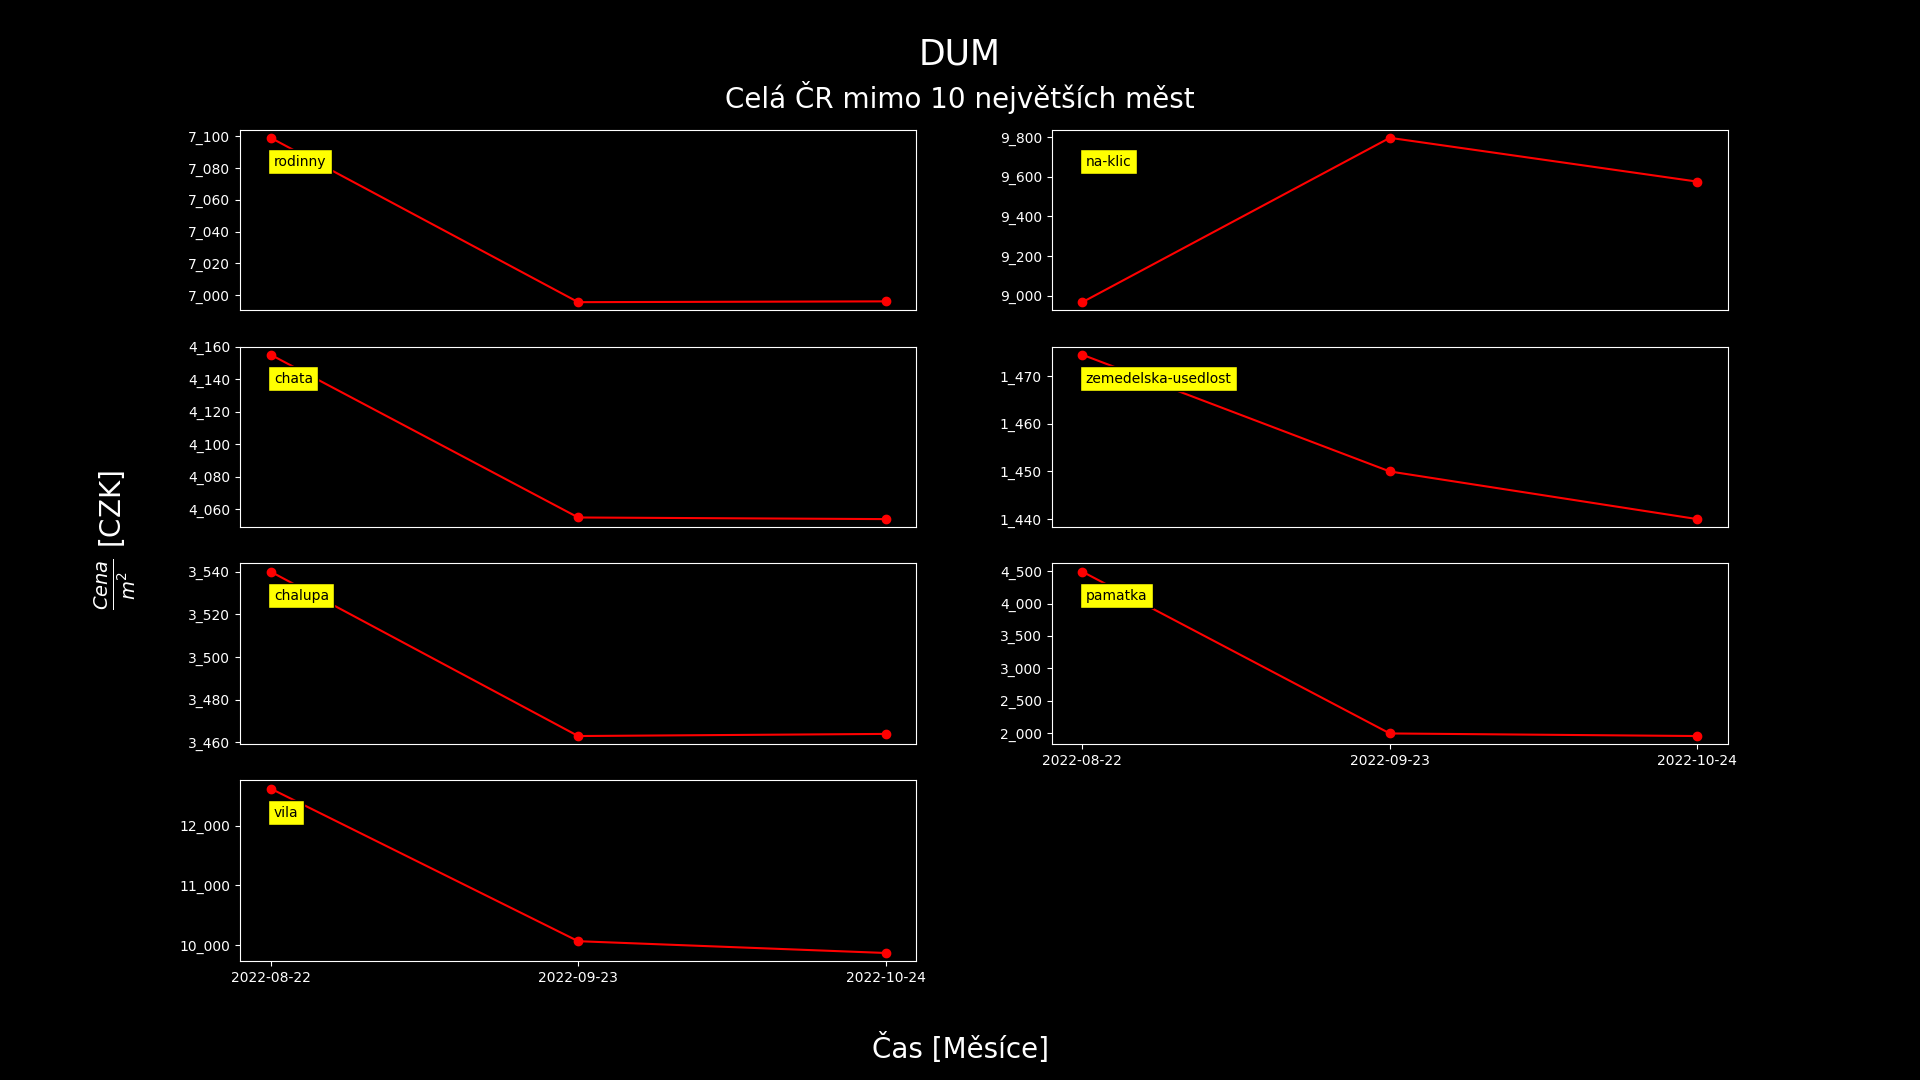 DUM
Celá ČR mimo 10 největších měst
Cena
m²
[CZK]
7_100
7_080
7_060
7_040
7_020
7_000
rodinny
9_800
9_600
9_400
9_200
9_000
na-klic
4_160
4_140
4_120
4_100
4_080
4_060
chata
1_470
1_460
1_450
1_440
zemedelska-usedlost
3_540
3_520
3_500
3_480
3_460
chalupa
4_500
4_000
3_500
3_000
2_500
2_000
pamatka
2022-08-22 2022-09-23 2022-10-24
12_000
11_000
10_000
vila
2022-08-22 2022-09-23 2022-10-24
Čas [Měsíce]